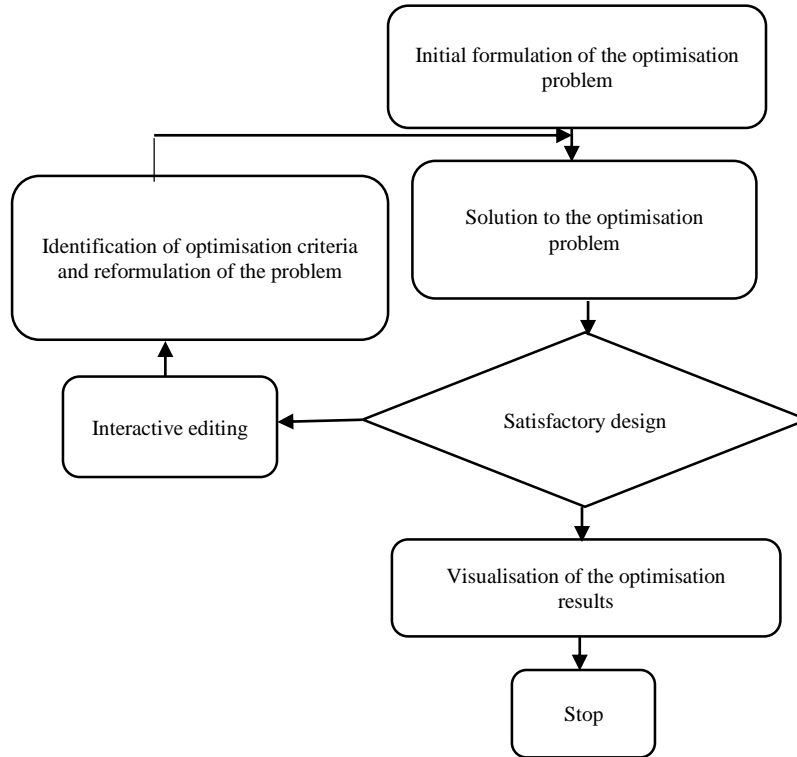 Initial formulation of the optimisation
problem
Solution to the optimisation
problem
Identification of optimisation criteria
and reformulation of the problem
Interactive editing
Satisfactory design
Visualisation of the optimisation
results
Stop